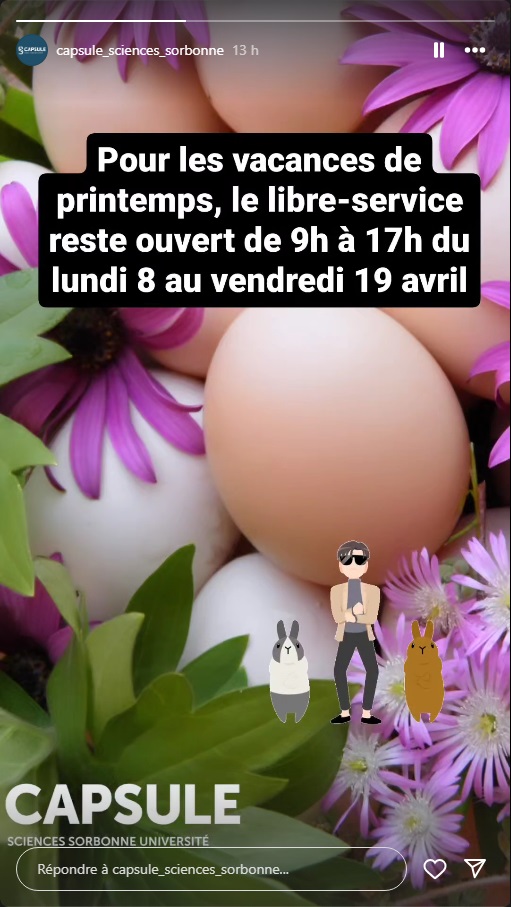 CAPSULE
capsule_sciences_sorbonne 13 h
Pour les vacances de
printemps, le libre-service
reste ouvert de 9h à 17h du
lundi 8 au vendredi 19 avril
CAPSULE
SCIENCES SORBONNE UNIVERSITÉ
Répondre à capsule_sciences_sorbonne...